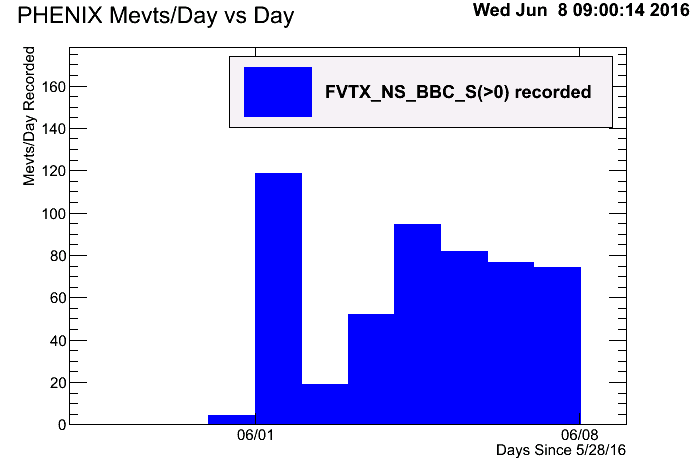 PHENIX Mevts/Day vs Day
Wed Jun 8 09:00:14 2016
Mevts/Day Recorded
FVTX_NS_BBC_S(>0) recorded
160
140
120
100
80
60
40
20
0
06/01
06/08
Days Since 5/28/16